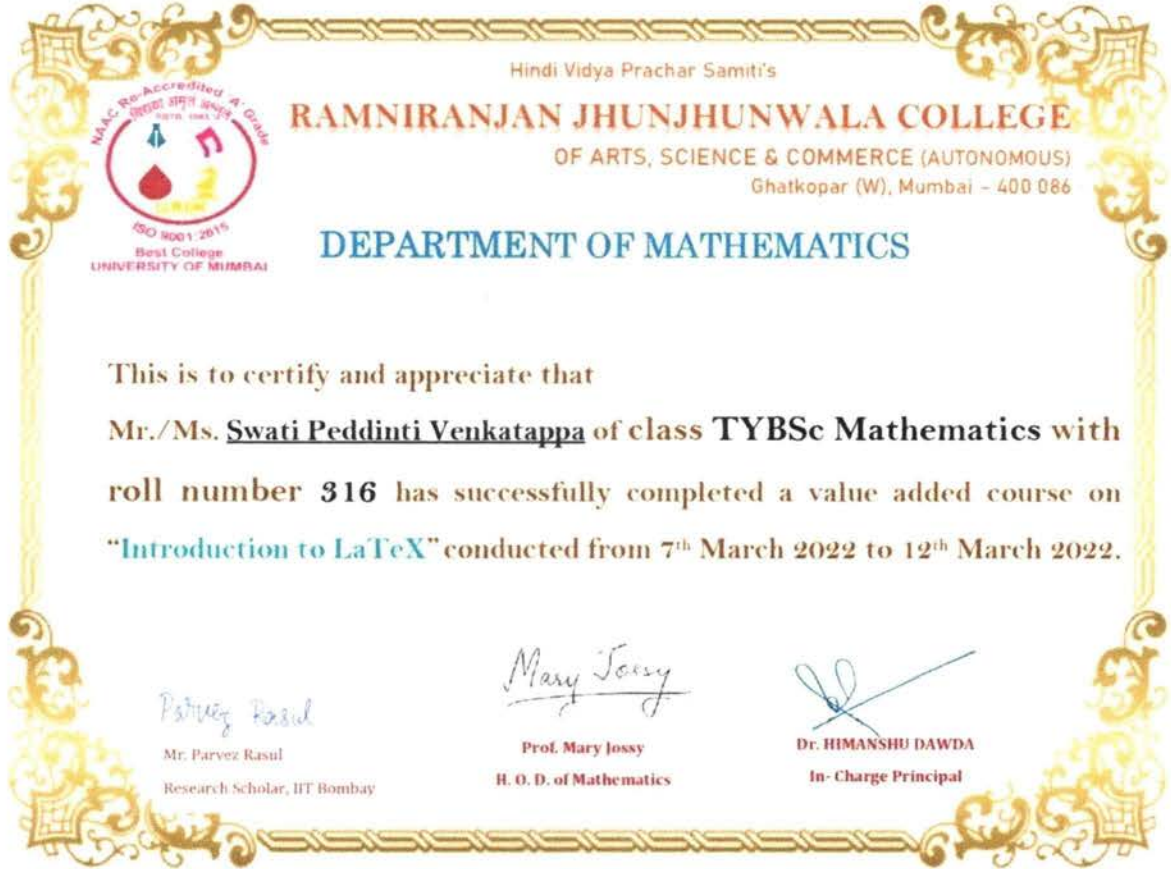 Hindi Vidya Prachar Samiti's
RAMNIRANJAN JHUNJHUNWALA COLLEGE
OF ARTS, SCIENCE & COMMERCE (AUTONOMOUS)
Ghatkopar (W), Mumbai - 400 086
NAAC Re-Accredited 'A' Grade
ISO 9001:2015
Best College
UNIVERSITY OF MUMBAI
DEPARTMENT OF MATHEMATICS
This is to certify and appreciate that
Mr./Ms. Swati Peddinti Venkatappa of class TYBSc Mathematics with
roll number 316 has successfully completed a value added course on
“Introduction to LaTeX” conducted from 7th March 2022 to 12th March 2022.
Parvez Rasul
Mary Jossy
Mr. Parvez Rasul
Research Scholar, IIT Bombay
Prof. Mary Jossy
H. O. D. of Mathematics
Dr. HIMANSHU DAWDA
In- Charge Principal